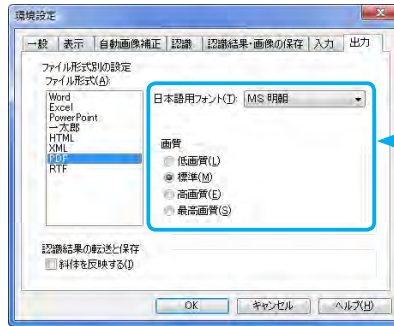 環境設定
一般 表示 自動画像補正 認識 認識結果・画像の保存 入力 出力
ファイル形式別の設定
ファイル形式(A):
Word
Excel
PowerPoint
一太郎
HTML
XML
PDF
RTF
日本語用フォント(T): MS 明朝
画質
低画質(L)
標準(M)
高画質(E)
最高画質(S)
認識結果の転送と保存
斜体を反映する(I)
OK キャンセル ヘルプ(H)